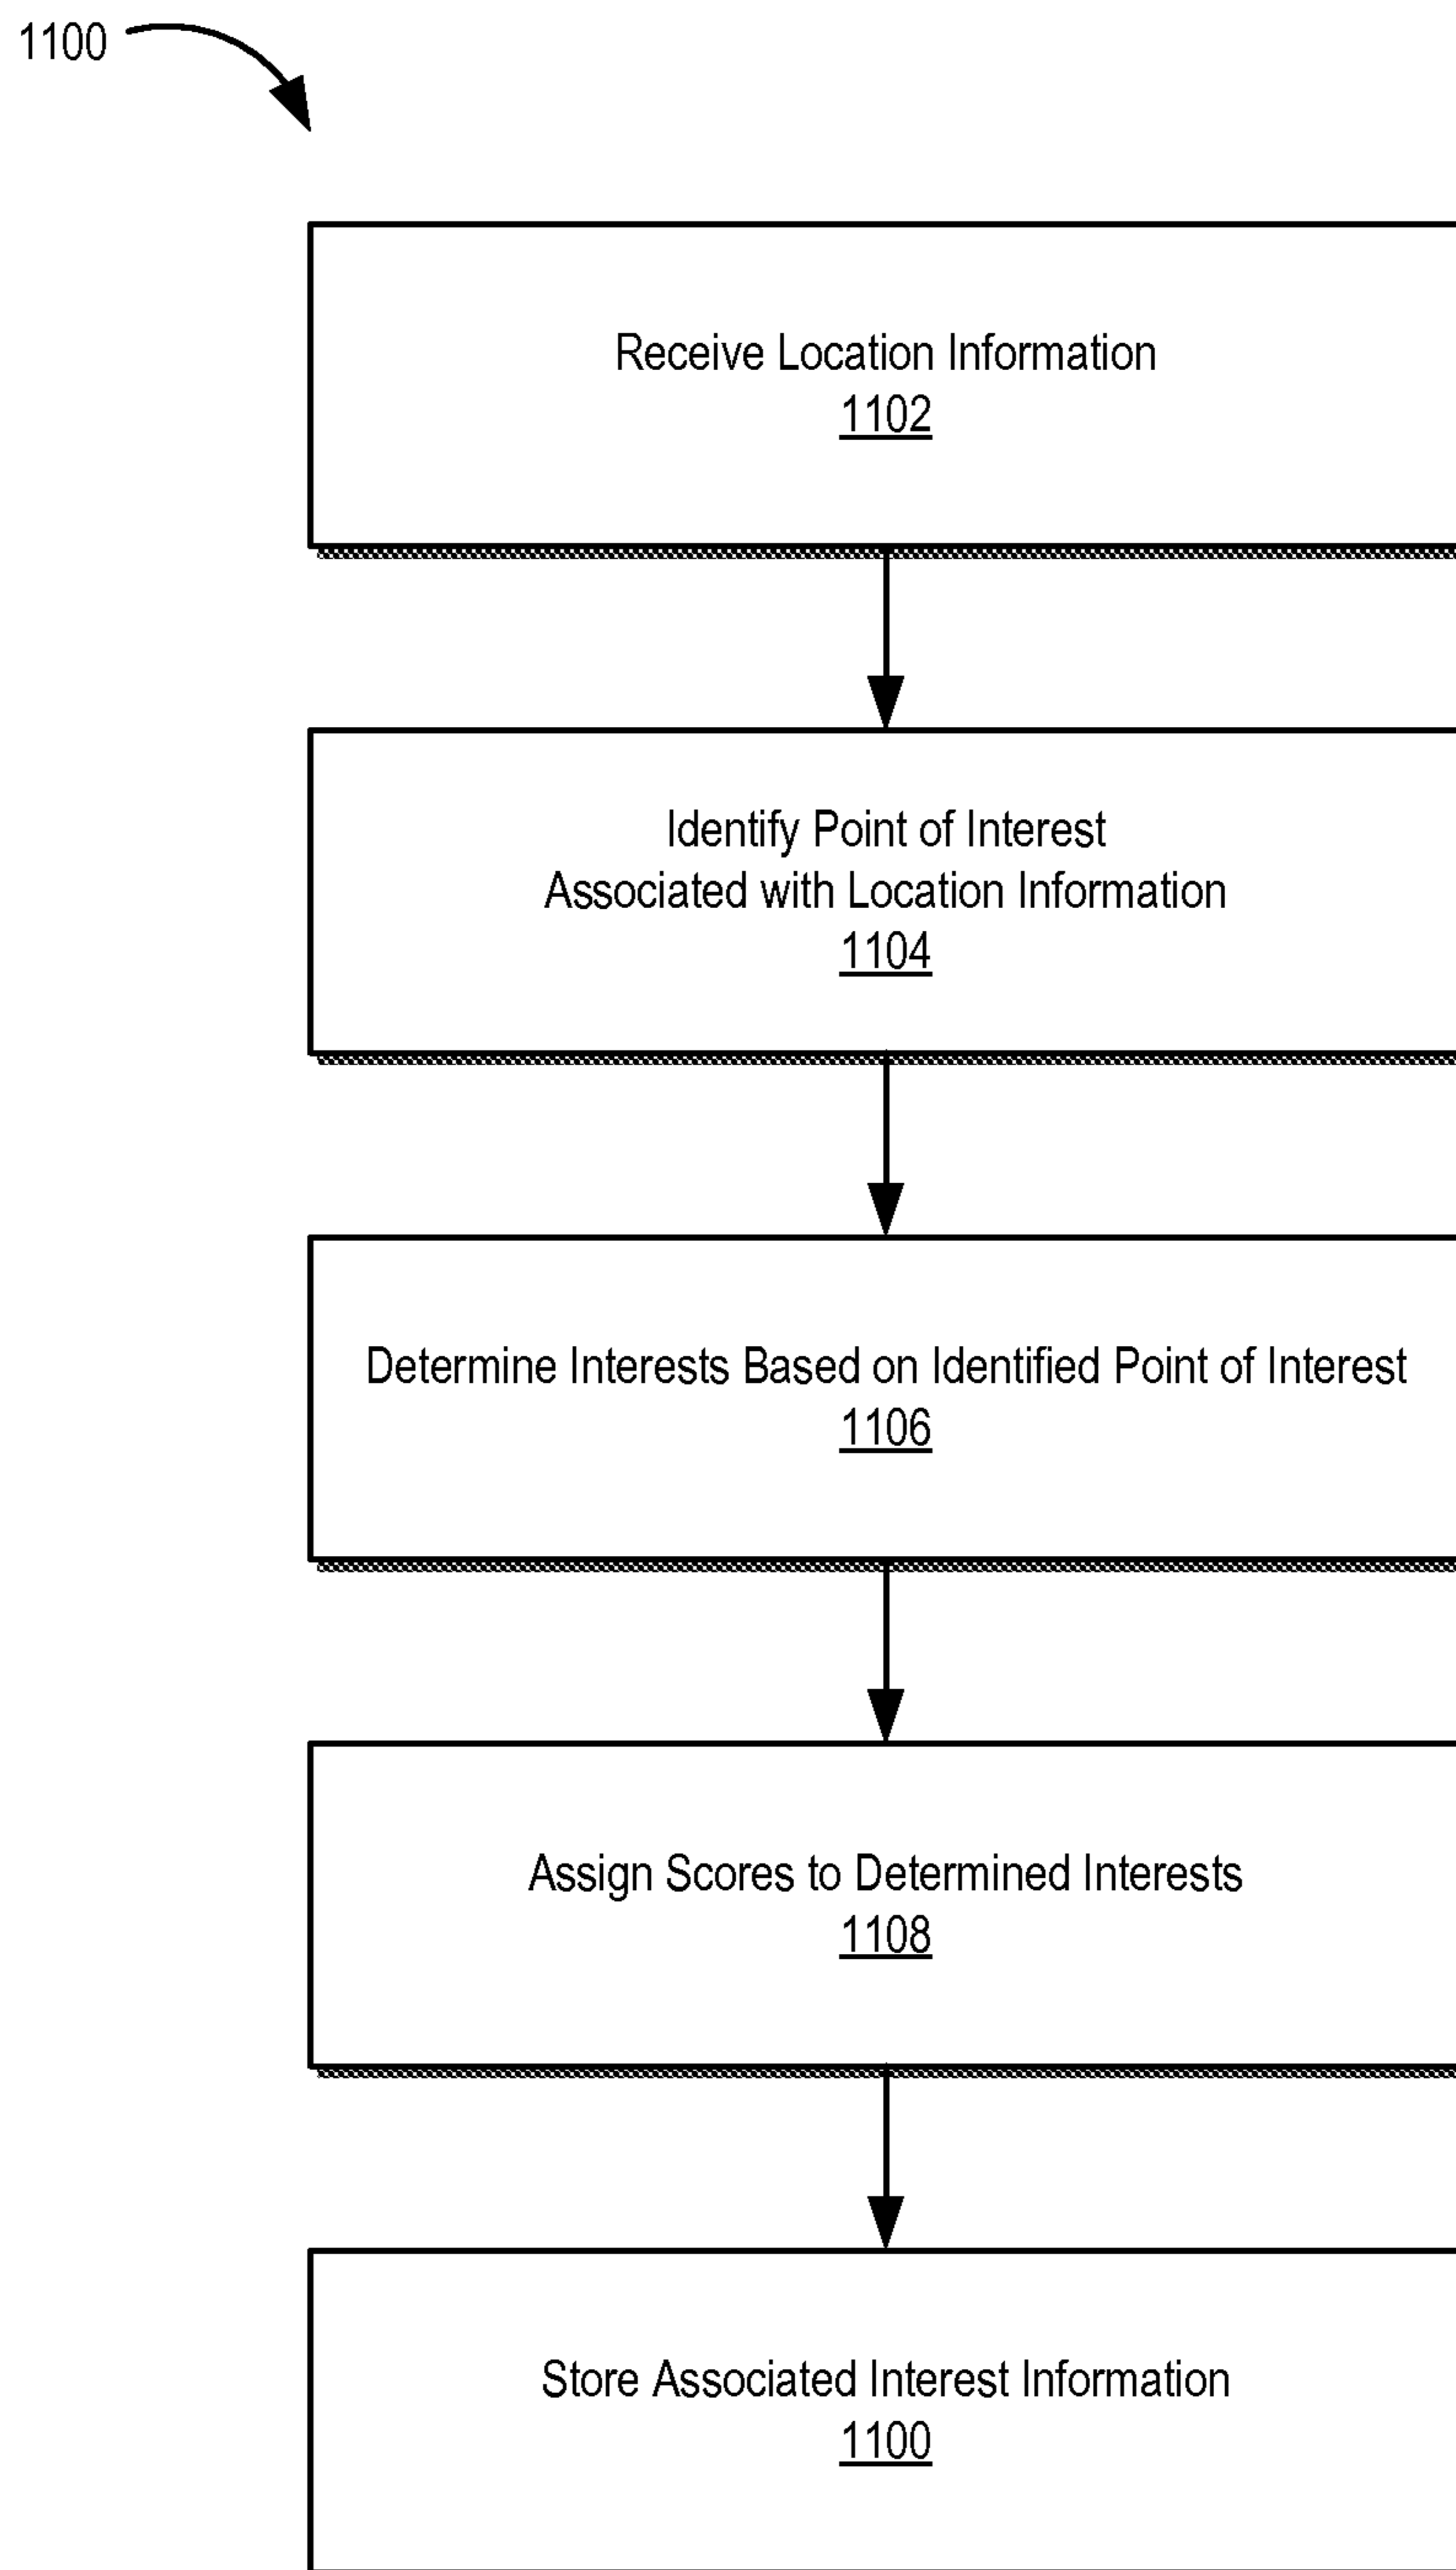 1100
Receive Location Information
1102
Identify Point of Interest
Associated with Location Information
1104
Determine Interests Based on Identified Point of Interest
1106
Assign Scores to Determined Interests
1108
Store Associated Interest Information
1100